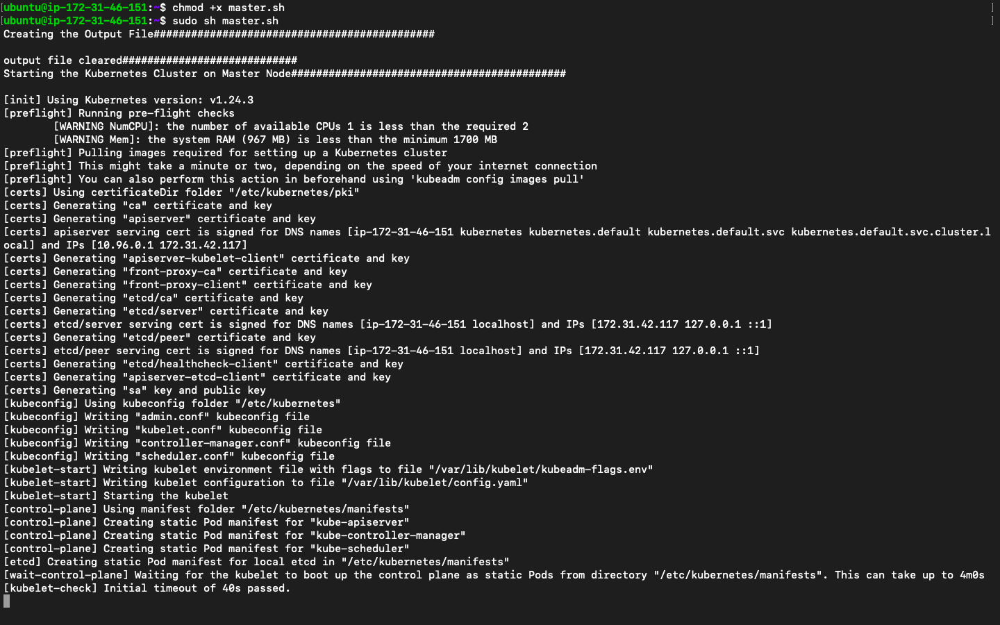 [ubuntu@ip-172-31-46-151:~$ chmod +x master.sh ]
[ubuntu@ip-172-31-46-151:~$ sudo sh master.sh ]
Creating the Output File#############################################
output file cleared############################
Starting the Kubernetes Cluster on Master Node############################################
[init] Using Kubernetes version: v1.24.3
[preflight] Running pre-flight checks
[WARNING NumCPU]: the number of available CPUs 1 is less than the required 2
[WARNING Mem]: the system RAM (967 MB) is less than the minimum 1700 MB
[preflight] Pulling images required for setting up a Kubernetes cluster
[preflight] This might take a minute or two, depending on the speed of your internet connection
[preflight] You can also perform this action in beforehand using 'kubeadm config images pull'
[certs] Using certificateDir folder "/etc/kubernetes/pki"
[certs] Generating "ca" certificate and key
[certs] Generating "apiserver" certificate and key
[certs] apiserver serving cert is signed for DNS names [ip-172-31-46-151 kubernetes kubernetes.default kubernetes.default.svc kubernetes.default.svc.cluster.l
ocal] and IPs [10.96.0.1 172.31.42.117]
[certs] Generating "apiserver-kubelet-client" certificate and key
[certs] Generating "front-proxy-ca" certificate and key
[certs] Generating "front-proxy-client" certificate and key
[certs] Generating "etcd/ca" certificate and key
[certs] Generating "etcd/server" certificate and key
[certs] etcd/server serving cert is signed for DNS names [ip-172-31-46-151 localhost] and IPs [172.31.42.117 127.0.0.1 ::1]
[certs] Generating "etcd/peer" certificate and key
[certs] etcd/peer serving cert is signed for DNS names [ip-172-31-46-151 localhost] and IPs [172.31.42.117 127.0.0.1 ::1]
[certs] Generating "etcd/healthcheck-client" certificate and key
[certs] Generating "apiserver-etcd-client" certificate and key
[certs] Generating "sa" key and public key
[kubeconfig] Using kubeconfig folder "/etc/kubernetes"
[kubeconfig] Writing "admin.conf" kubeconfig file
[kubeconfig] Writing "kubelet.conf" kubeconfig file
[kubeconfig] Writing "controller-manager.conf" kubeconfig file
[kubeconfig] Writing "scheduler.conf" kubeconfig file
[kubelet-start] Writing kubelet environment file with flags to file "/var/lib/kubelet/kubeadm-flags.env"
[kubelet-start] Writing kubelet configuration to file "/var/lib/kubelet/config.yaml"
[kubelet-start] Starting the kubelet
[control-plane] Using manifest folder "/etc/kubernetes/manifests"
[control-plane] Creating static Pod manifest for "kube-apiserver"
[control-plane] Creating static Pod manifest for "kube-controller-manager"
[control-plane] Creating static Pod manifest for "kube-scheduler"
[etcd] Creating static Pod manifest for local etcd in "/etc/kubernetes/manifests"
[wait-control-plane] Waiting for the kubelet to boot up the control plane as static Pods from directory "/etc/kubernetes/manifests". This can take up to 4m0s
[kubelet-check] Initial timeout of 40s passed.